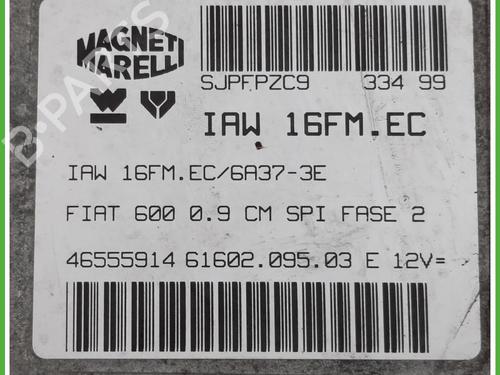 MAGNETI
MARELLI
SJPFPZC9 334 99
IAW 16FM.EC
IAW 16FM.EC/6A37-3E
FIAT 600 0.9 CM SPI FASE 2
46555914 61602.095.03 E 12V=